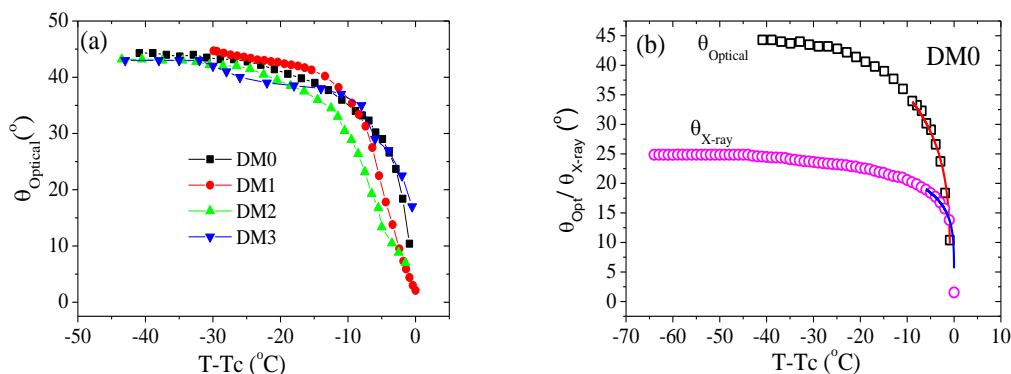 (a)
θOptical(°)
60
50
40
30
20
10
0
DM0
DM1
DM2
DM3
-50 -40 -30 -20 -10 0
T-Tc (°C)
(b)
DM0
θOptical
θX-ray
θOpt/ θX-ray (°)
45
40
35
30
25
20
15
10
5
0
-70 -60 -50 -40 -30 -20 -10 0 10
T-Tc (°C)